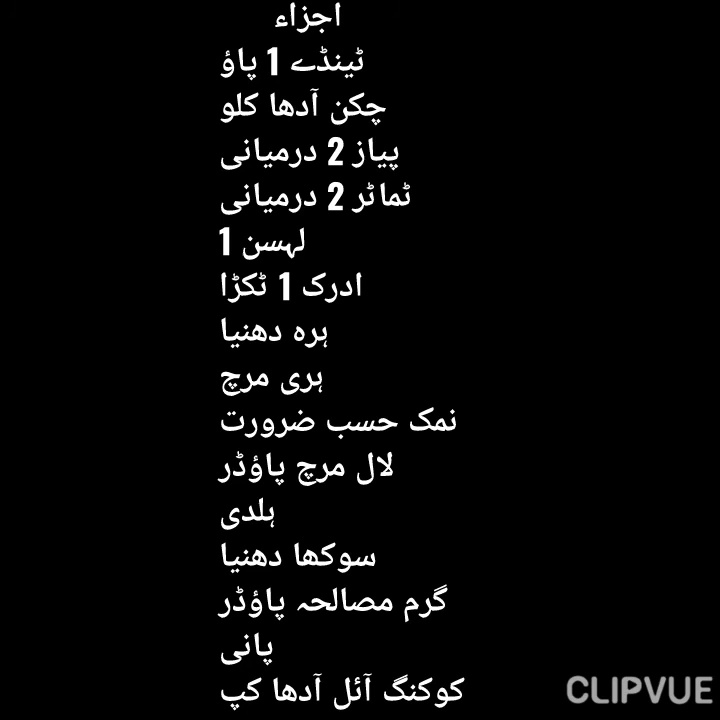 اجزاء
ٹینڈے 1 پاؤ
چکن آدھا کلو
پیاز 2 درمیانی
ٹماٹر 2 درمیانی
لہسن 1
ادرک 1 ٹکڑا
ہرہ دھنیا
ہری مرچ
نمک حسب ضرورت
لال مرچ پاؤڈر
ہلدی
سوکھا دھنیا
گرم مصالحہ پاؤڈر
پانی
کوکنگ آئل آدھا کپ
CLIPVUE